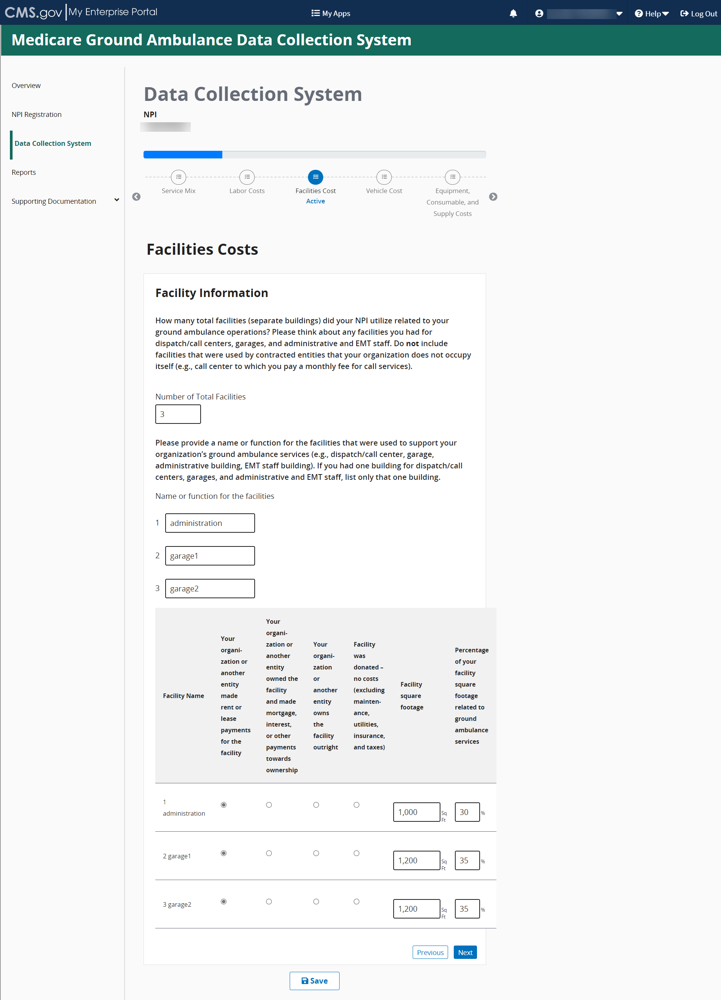 CMS.gov My Enterprise Portal
My Apps
Help
Log Out
Medicare Ground Ambulance Data Collection System
Overview
NPI Registration
Data Collection System
Reports
Supporting Documentation
Data Collection System
NPI
Service Mix
Labor Costs
Facilities Cost
Active
Vehicle Cost
Equipment,
Consumable, and
Supply Costs
Facilities Costs
Facility Information
How many total facilities (separate buildings) did your NPI utilize related to your
ground ambulance operations? Please think about any facilities you had for
dispatch/call centers, garages, and administrative and EMT staff. Do not include
facilities that were used by contracted entities that your organization does not occupy
itself (e.g., call center to which you pay a monthly fee for call services).
Number of Total Facilities
3
Please provide a name or function for the facilities that were used to support your
organization’s ground ambulance services (e.g., dispatch/call center, garage,
administrative building, EMT staff building). If you had one building for dispatch/call
centers, garages, and administrative and EMT staff, list only that one building.
Name or function for the facilities
1 administration
2 garage1
3 garage2
Facility Name
Your
organi-
zation or
another
entity
made
rent or
lease
payments
for the
facility
Your
organi-
zation or
another
entity
owned the
facility
and made
mortgage,
interest,
or other
payments
towards
ownership
Your
organi-
zation
or
another
entity
owns
the
facility
outright
Facility
was
donated –
no costs
(excluding
mainten-
ance,
utilities,
insurance,
and taxes)
Facility
square
footage
Percentage
of your
facility
square
footage
related to
ground
ambulance
services
1
administration
1,000
Sq
Ft
30
%
2 garage1
1,200
Sq
Ft
35
%
3 garage2
1,200
Sq
Ft
35
%
Previous
Next
Save